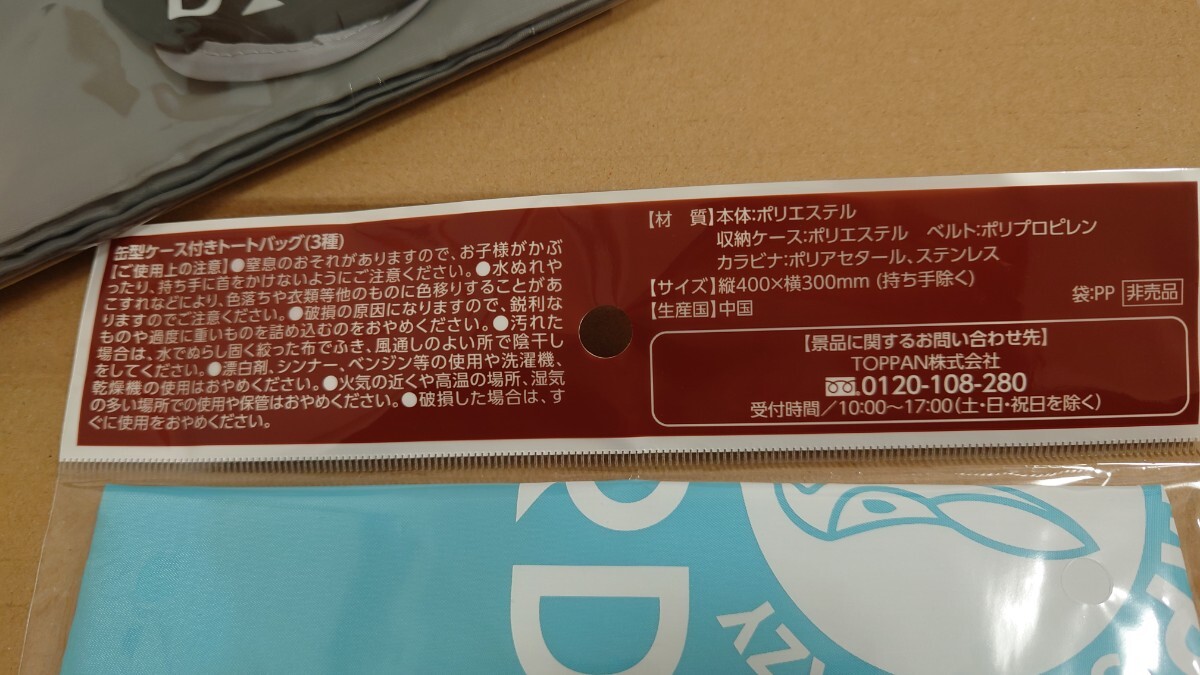 缶型ケース付きトートバッグ(3種)
【ご使用上の注意】●窒息のおそれがありますので、お子様がかぶ
ったり、持ち手に首をかけないようにご注意ください。●水ぬれや
こすれなどにより、色落ちや衣類等他のものに色移りすることがあ
りますのでご注意ください。●破損の原因になりますので、鋭利な
ものや過度に重いものを詰め込むのをおやめください。●汚れた
場合は、水でぬらし固く絞った布でふき、風通しのよい所で陰干し
をしてください。●漂白剤、シンナー、ベンジン等の使用や洗濯機、
乾燥機の使用はおやめください。●火気の近くや高温の場所、湿気
の多い場所での使用や保管はおやめください。●破損した場合は、す
ぐに使用をおやめください。
【材　質】本体:ポリエステル
収納ケース:ポリエステル　ベルト:ポリプロピレン
カラビナ:ポリアセタール、ステンレス
【サイズ】縦400×横300mm (持ち手除く)
【生産国】中国
袋:PP 非売品
【景品に関するお問い合わせ先】
TOPPAN株式会社
0120-108-280
受付時間/10:00〜17:00(土・日・祝日を除く)
R
D
ZY